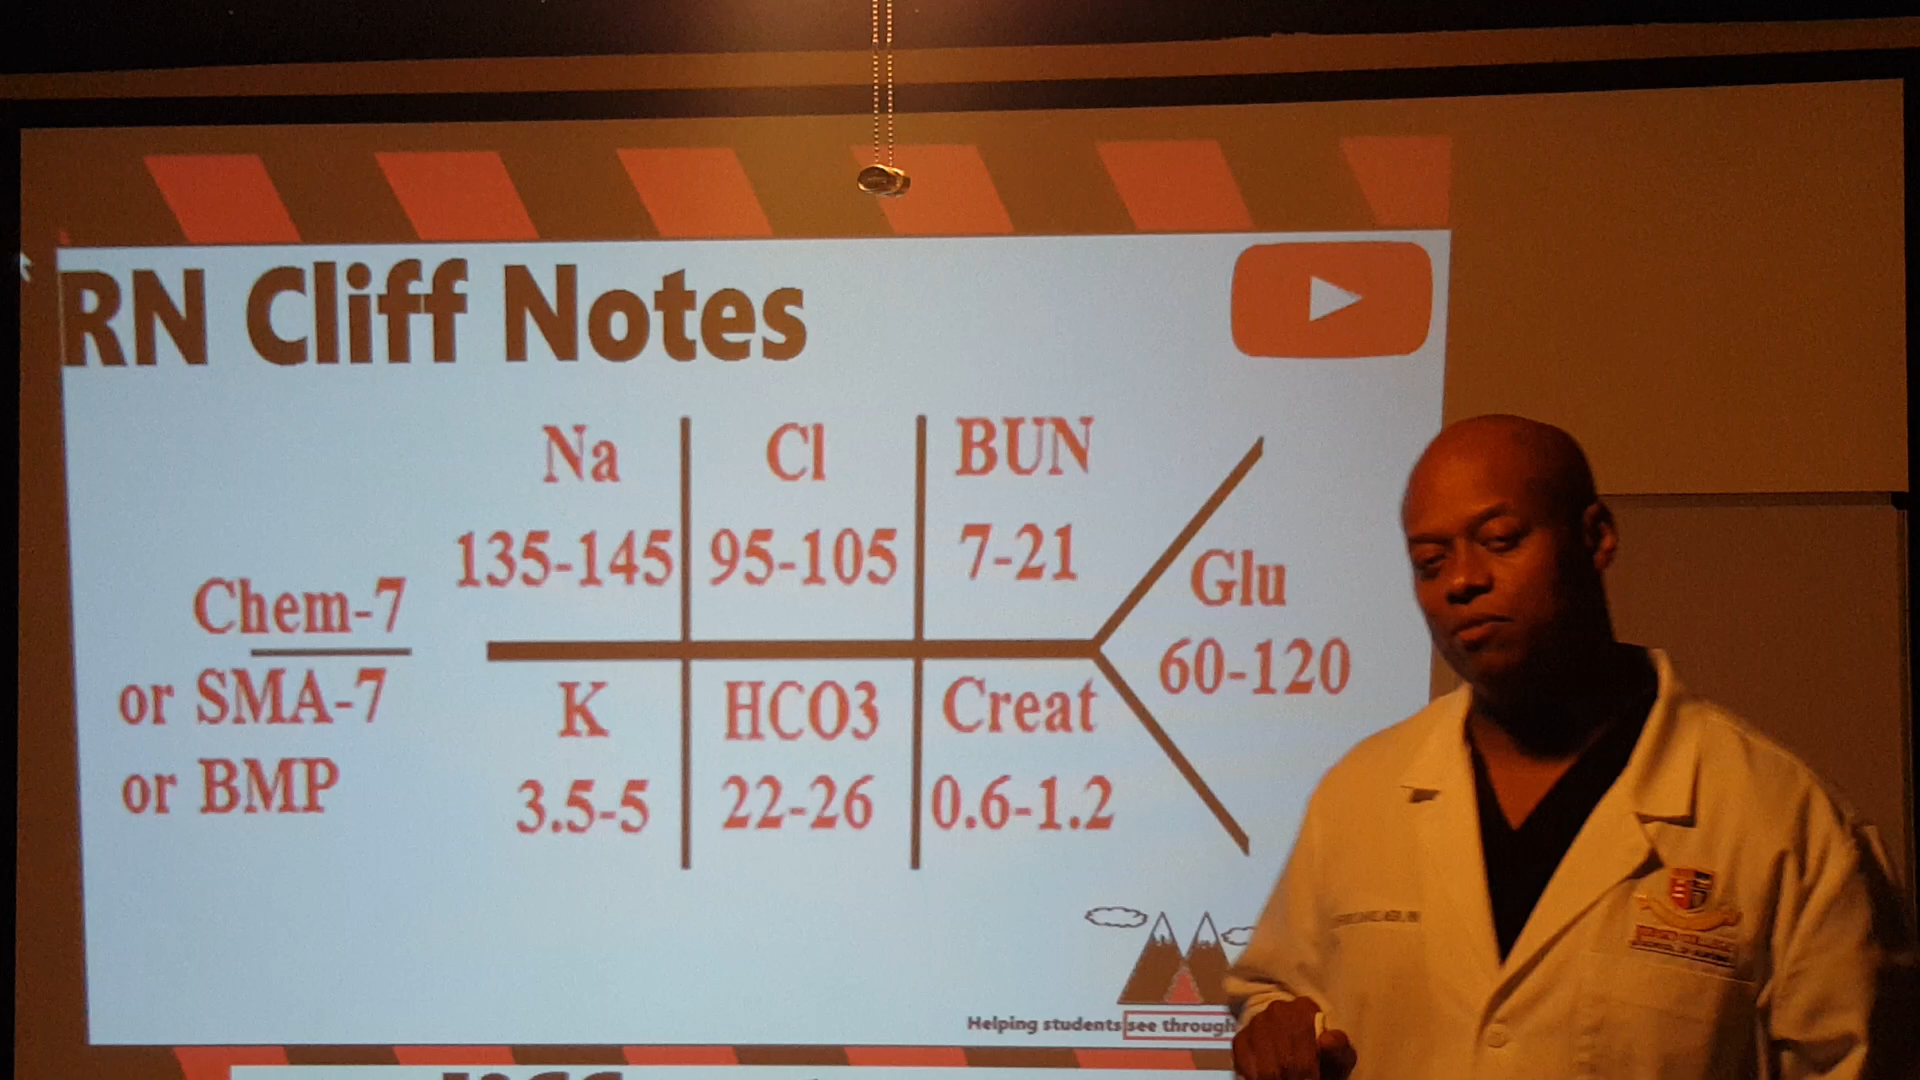 RN Cliff Notes
Na
Cl
BUN
135-145
95-105
7-21
Glu
60-120
Chem-7
or SMA-7
or BMP
K
HCO3
Creat
3.5-5
22-26
0.6-1.2
Helping students see through